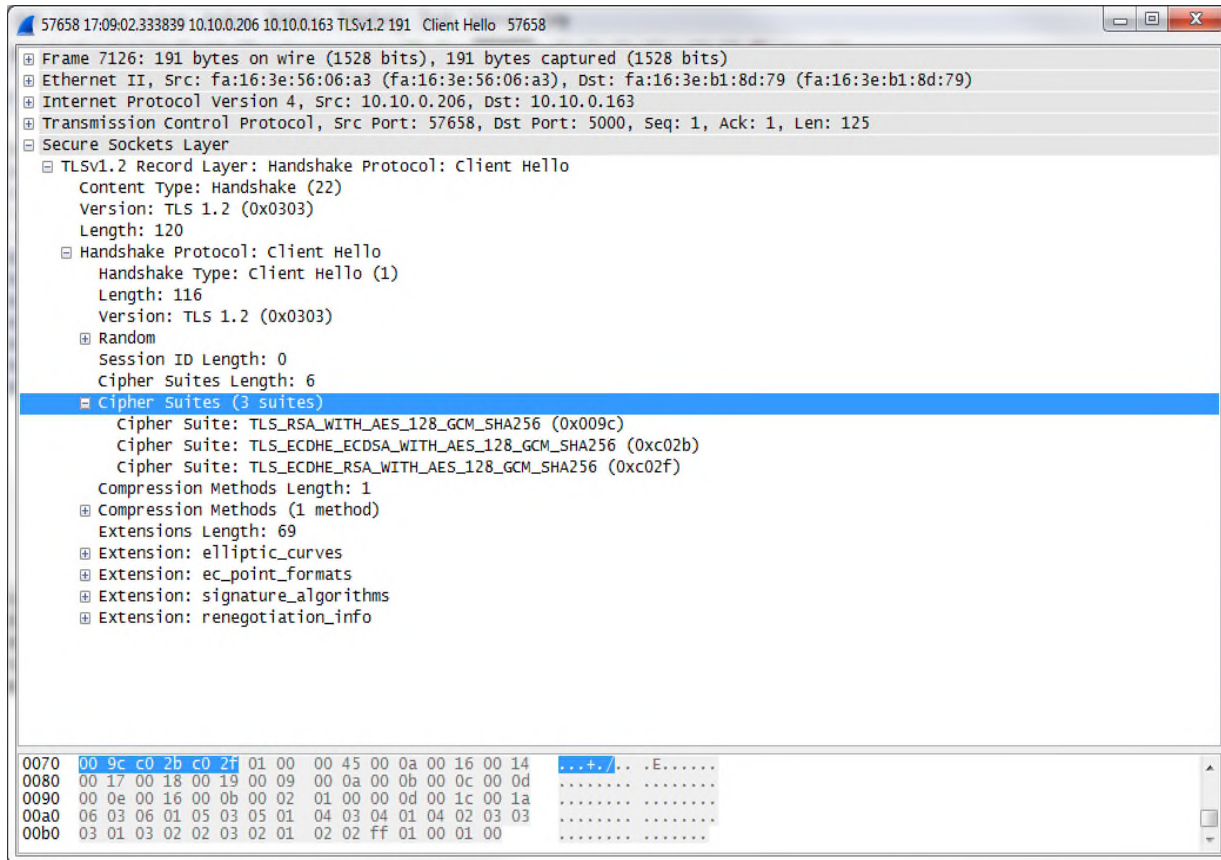 57658 17:09:02.333839 10.10.0.206 10.10.0.163 TLSv1.2 191 Client Hello 57658
Frame 7126: 191 bytes on wire (1528 bits), 191 bytes captured (1528 bits)
Ethernet II, Src: fa:16:3e:56:06:a3 (fa:16:3e:56:06:a3), Dst: fa:16:3e:b1:8d:79 (fa:16:3e:b1:8d:79)
Internet Protocol Version 4, Src: 10.10.0.206, Dst: 10.10.0.163
Transmission Control Protocol, Src Port: 57658, Dst Port: 5000, Seq: 1, Ack: 1, Len: 125
Secure Sockets Layer
TLSv1.2 Record Layer: Handshake Protocol: Client Hello
Content Type: Handshake (22)
Version: TLS 1.2 (0x0303)
Length: 120
Handshake Protocol: Client Hello
Handshake Type: Client Hello (1)
Length: 116
Version: TLS 1.2 (0x0303)
Random
Session ID Length: 0
Cipher Suites Length: 6
Cipher Suites (3 suites)
Cipher Suite: TLS_RSA_WITH_AES_128_GCM_SHA256 (0x009c)
Cipher Suite: TLS_ECDHE_ECDSA_WITH_AES_128_GCM_SHA256 (0xc02b)
Cipher Suite: TLS_ECDHE_RSA_WITH_AES_128_GCM_SHA256 (0xc02f)
Compression Methods Length: 1
Compression Methods (1 method)
Extensions Length: 69
Extension: elliptic_curves
Extension: ec_point_formats
Extension: signature_algorithms
Extension: renegotiation_info
0070 00 9c c0 2b c0 2f 01 00 00 45 00 0a 00 16 00 14 ...+./.. .E......
0080 00 17 00 18 00 19 00 09 00 0a 00 0b 00 0c 00 0d ........ ........
0090 00 0e 00 16 00 0b 00 02 01 00 00 0d 00 1c 00 1a ........ ........
00a0 06 03 06 01 05 03 05 01 04 03 04 01 04 02 03 03 ........ ........
00b0 03 01 03 02 02 03 02 01 02 02 ff 01 00 01 00 ........ .......